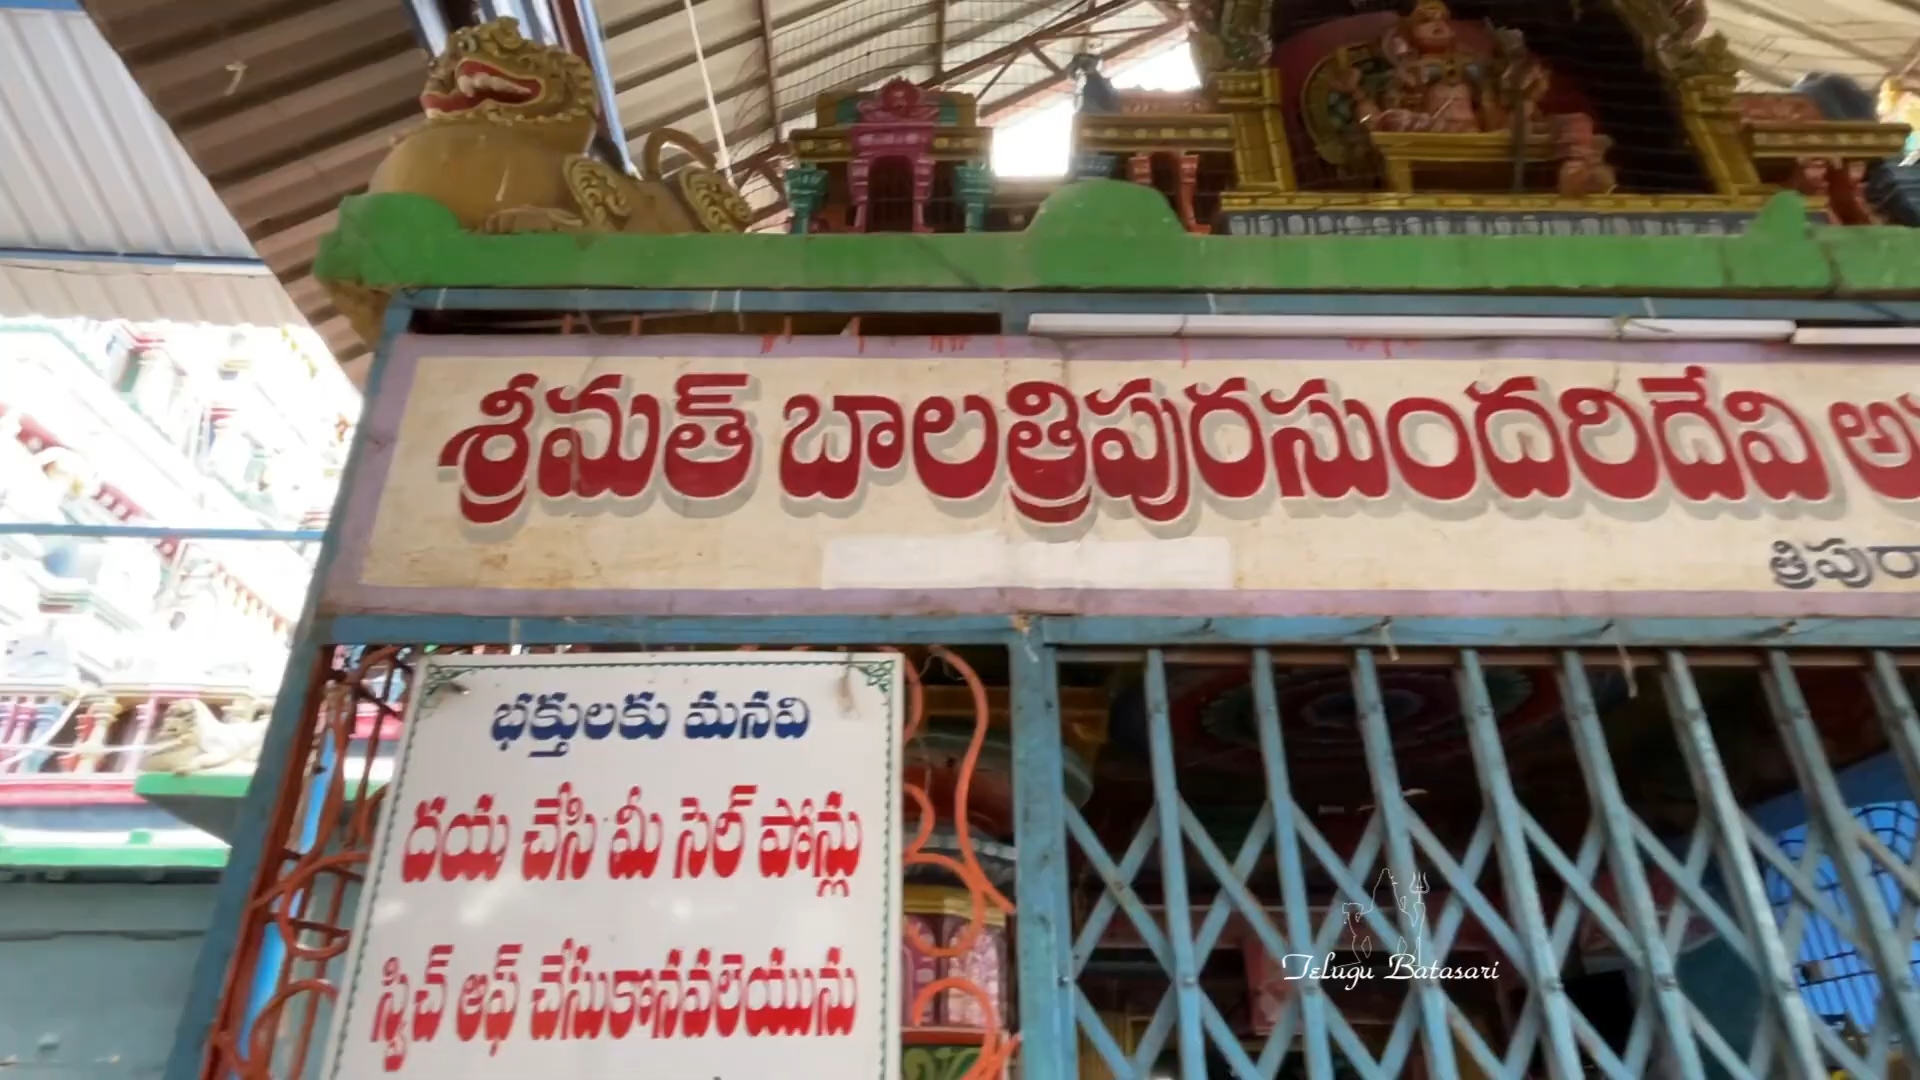 శ్రీమత్ బాలత్రిపురసుందరిదేవి
భక్తులకు మనవి
దయ చేసి మీ సెల్ ఫోన్లు
స్విచ్ ఆఫ్ చేసుకొనవలెయును
Telugu Batasari